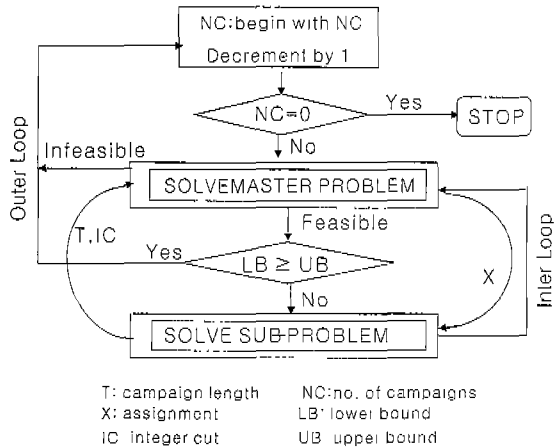 NC:begin with NC
Decrement by 1
NC=0
Yes
STOP
No
Infeasible
Outer Loop
SOLVEMASTER PROBLEM
Feasible
T,IC
Yes
LB ≥ UB
X
Inler Loop
No
SOLVE SUB-PROBLEM
T: campaign length NC:no. of campaigns
X: assignment LB: lower bound
IC integer cut UB upper bound